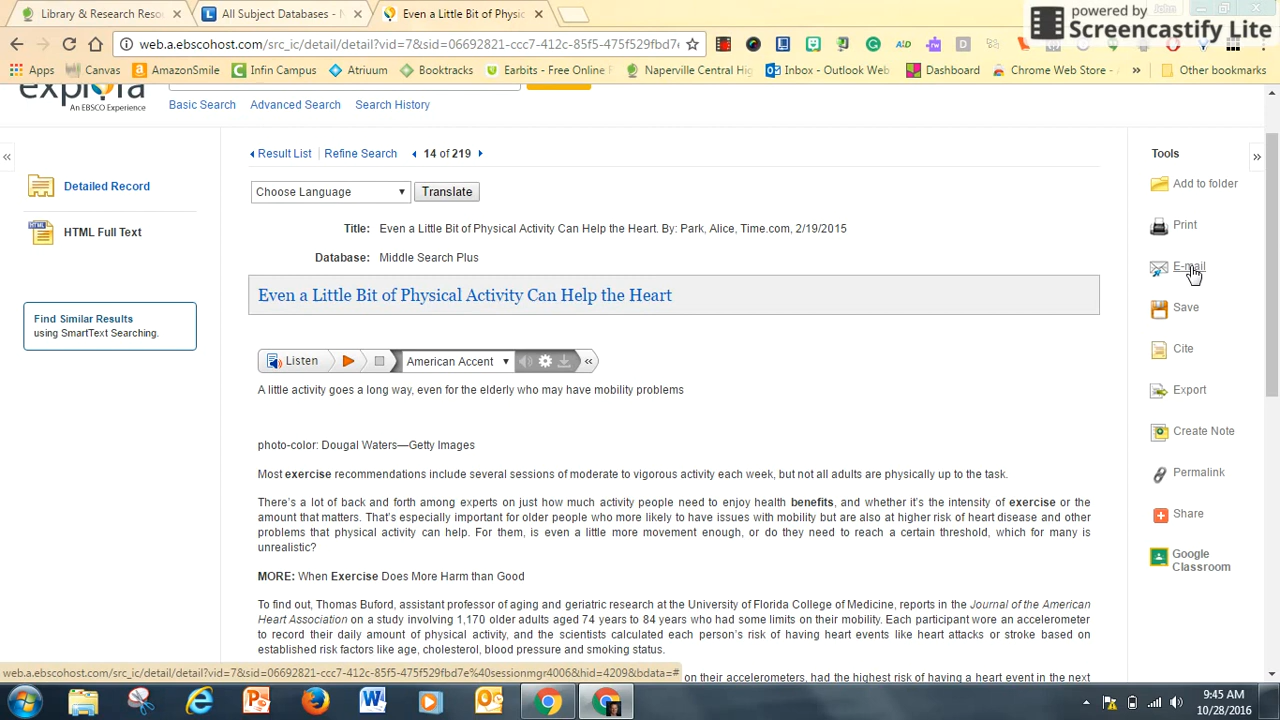 Library & Research Reso
All Subject Databases - M
Even a Little Bit of Physic
John
powered by
Screencastify Lite
web.a.ebscohost.com/src_ic/detail/detail?vid=7&sid=06692821-ccc7-412c-85f5-475f529fbd7
Apps
Canvas
AmazonSmile
Infin Campus
Atrium
Booktracks
Earbits - Free Online
Naperville Central Hig
Inbox - Outlook Web
Dashboard
Chrome Web Store -
Other bookmarks
explora
An EBSCO Experience
Basic Search
Advanced Search
Search History
Result List
Refine Search
14 of 219
Tools
Detailed Record
HTML Full Text
Find Similar Results
using SmartText Searching.
Choose Language
Translate
Title: Even a Little Bit of Physical Activity Can Help the Heart. By: Park, Alice, Time.com, 2/19/2015
Database: Middle Search Plus
Even a Little Bit of Physical Activity Can Help the Heart
Listen
American Accent
A little activity goes a long way, even for the elderly who may have mobility problems
photo-color: Dougal Waters—Getty Images
Most exercise recommendations include several sessions of moderate to vigorous activity each week, but not all adults are physically up to the task.
There's a lot of back and forth among experts on just how much activity people need to enjoy health benefits, and whether it's the intensity of exercise or the
amount that matters. That's especially important for older people who more likely to have issues with mobility but are also at higher risk of heart disease and other
problems that physical activity can help. For them, is even a little more movement enough, or do they need to reach a certain threshold, which for many is
unrealistic?
MORE: When Exercise Does More Harm than Good
To find out, Thomas Buford, assistant professor of aging and geriatric research at the University of Florida College of Medicine, reports in the Journal of the American
Heart Association on a study involving 1,170 older adults aged 74 years to 84 years who had some limits on their mobility. Each participant wore an accelerometer
to record their daily amount of physical activity, and the scientists calculated each person's risk of having heart events like heart attacks or stroke based on
established risk factors like age, cholesterol, blood pressure and smoking status.
on their accelerometers, had the highest risk of having a heart event in the next
Add to folder
Print
E-mail
Save
Cite
Export
Create Note
Permalink
Share
Google
Classroom
web.a.ebscohost.com/src_ic/detail/detail?vid=7&sid=06692821-ccc7-412c-85f5-475f529fbd7e%40sessionmgr4006&hid=4209&bdata=#
9:45 AM
10/28/2016